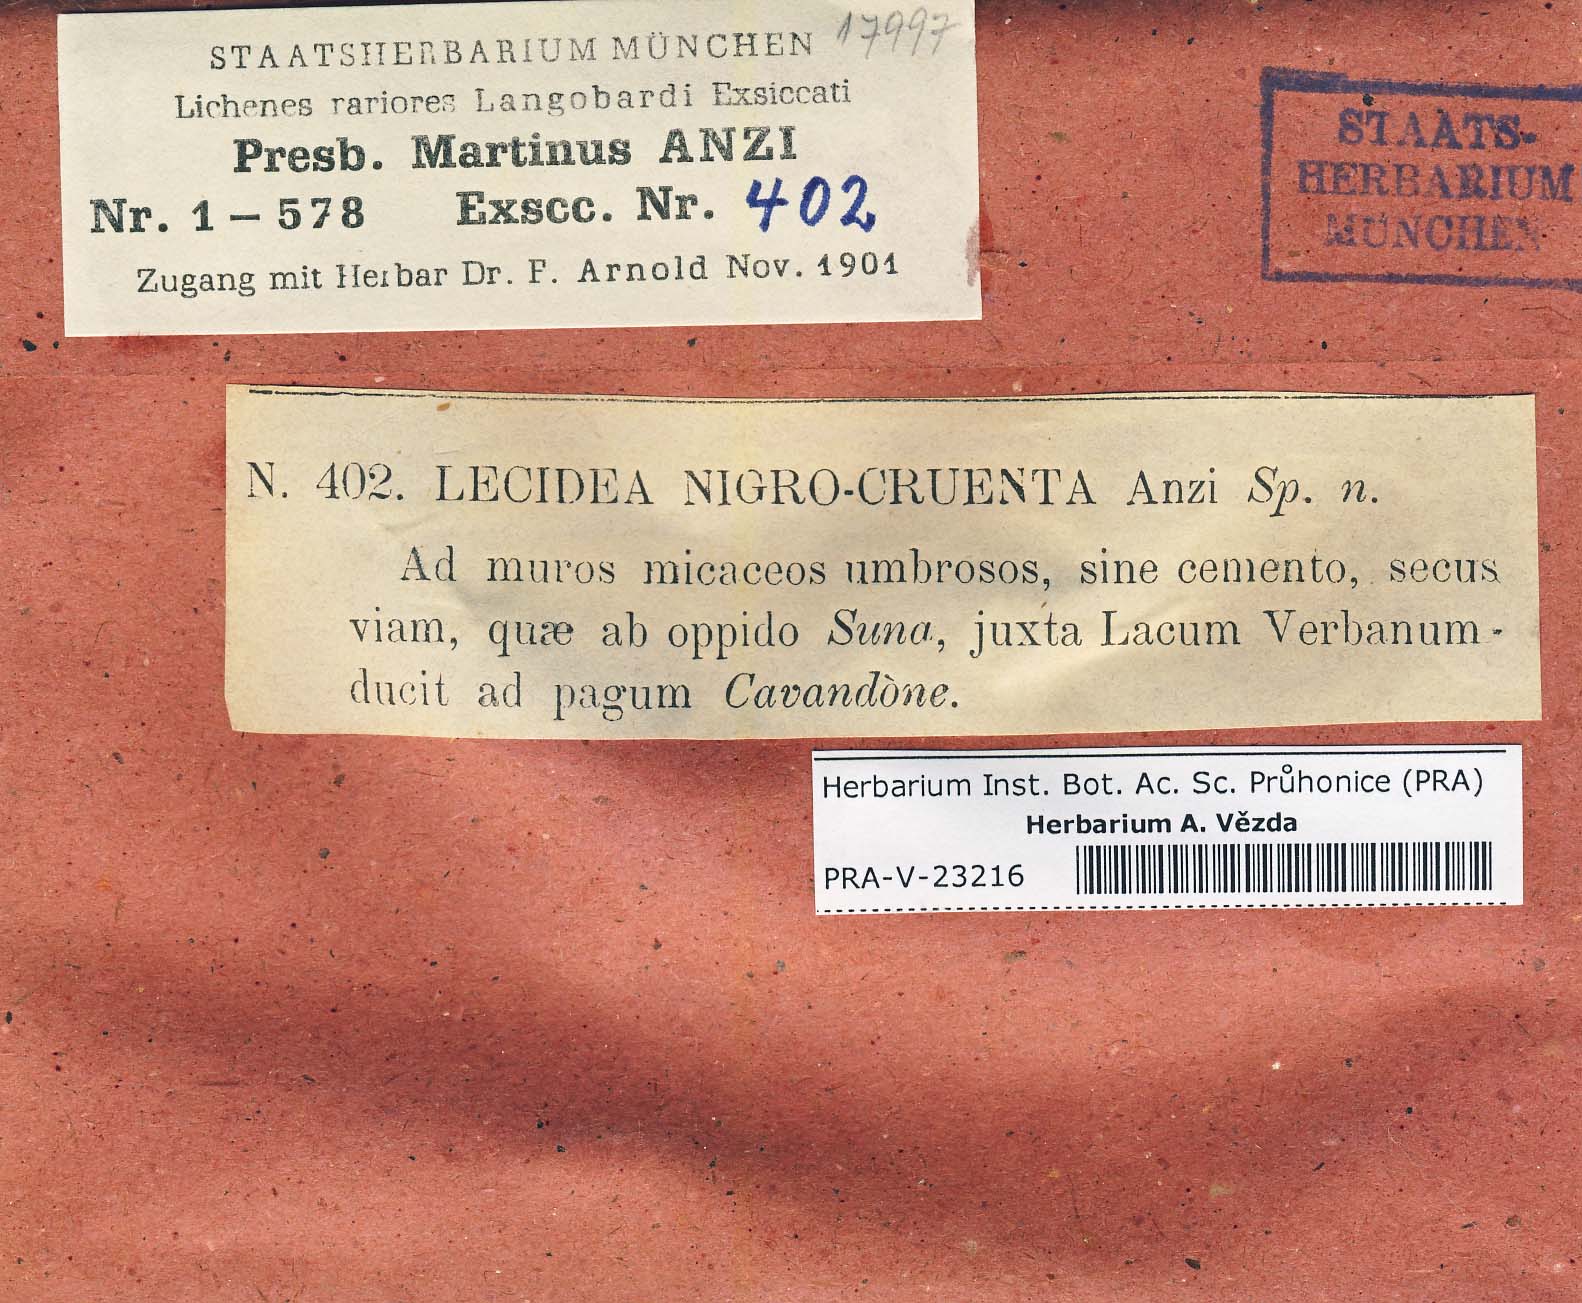 17997
STAATSHERBARIUM MÜNCHEN
Lichenes rariores Langobardi Exsiccati
Presb. Martinus ANZI
Nr. 1 – 578 Exscc. Nr. 402
Zugang mit Herbar Dr. F. Arnold Nov. 1901
STAATS-
HERBARIUM
MÜNCHEN
N. 402. LECIDEA NIGRO-CRUENTA Anzi Sp. n.
Ad muros micaceos umbrosos, sine cemento, secus
viam, quæ ab oppido Suna, juxta Lacum Verbanum
ducit ad pagum Cavandòne.
Herbarium Inst. Bot. Ac. Sc. Průhonice (PRA)
Herbarium A. Vězda
PRA-V-23216